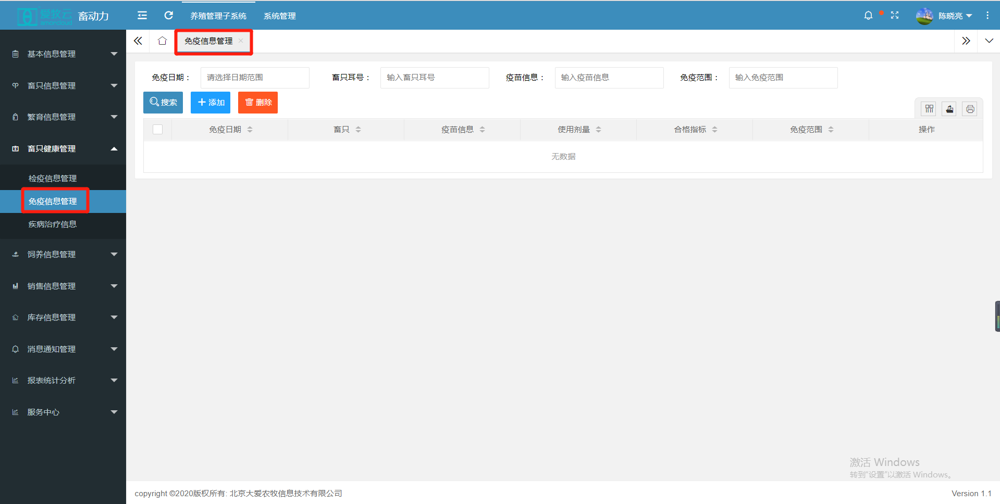 爱牧云
amorcloud
畜动力
养殖管理子系统
系统管理
陈晓亮
基本信息管理
畜只信息管理
繁育信息管理
畜只健康管理
检疫信息管理
免疫信息管理
疾病治疗信息
饲养信息管理
销售信息管理
库存信息管理
消息通知管理
报表统计分析
服务中心
免疫信息管理
免疫日期：
请选择日期范围
畜只耳号：
输入畜只耳号
疫苗信息：
输入疫苗信息
免疫范围：
输入免疫范围
搜索
添加
删除
免疫日期
畜只
疫苗信息
使用剂量
合格指标
免疫范围
操作
无数据
激活 Windows
转到“设置”以激活 Windows。
copyright ©2020版权所有: 北京大爱农牧信息技术有限公司
Version 1.1